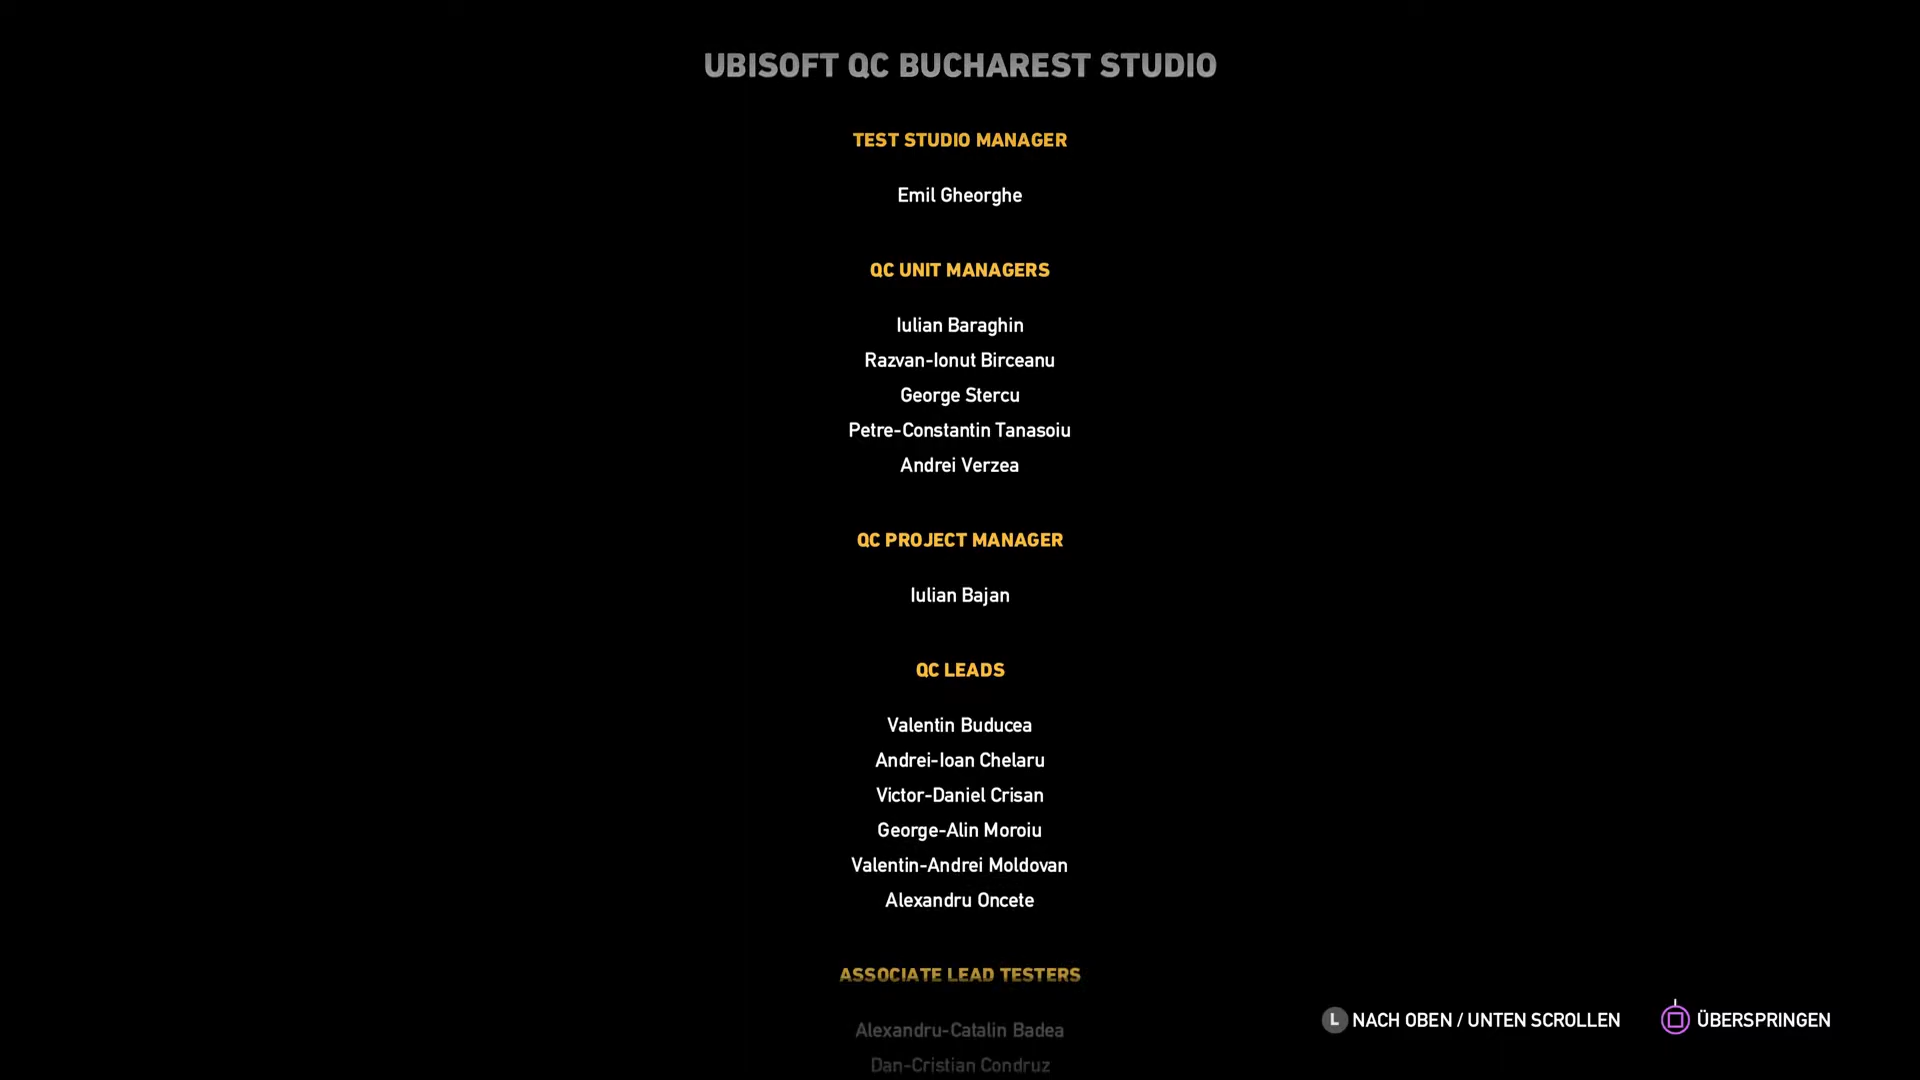 UBISOFT QC BUCHAREST STUDIO
TEST STUDIO MANAGER
Emil Gheorghe
QC UNIT MANAGERS
Iulian Baraghin
Razvan-Ionut Birceanu
George Stercu
Petre-Constantin Tanasoiu
Andrei Verzea
QC PROJECT MANAGER
Iulian Bajan
QC LEADS
Valentin Buducea
Andrei-Ioan Chelaru
Victor-Daniel Crisan
George-Alin Moroiu
Valentin-Andrei Moldovan
Alexandru Oncete
ASSOCIATE LEAD TESTERS
Alexandru-Catalin Badea
Dan-Cristian Condruz
L NACH OBEN / UNTEN SCROLLEN ÜBERSPRINGEN